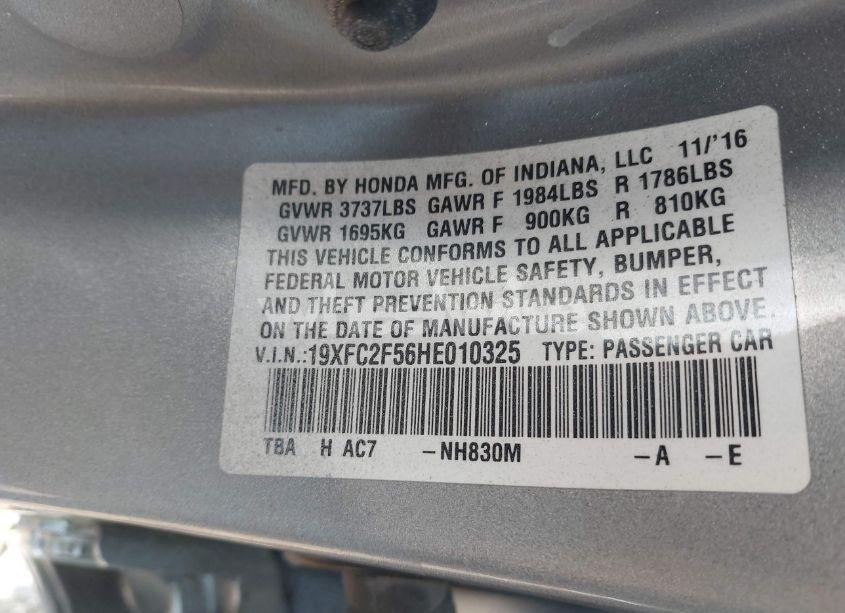 MFD. BY HONDA MFG. OF INDIANA, LLC 11/'16
GVWR 3737LBS GAWR F 1984LBS R 1786LBS
GVWR 1695KG GAWR F 900KG R 810KG
THIS VEHICLE CONFORMS TO ALL APPLICABLE
FEDERAL MOTOR VEHICLE SAFETY, BUMPER,
AND THEFT PREVENTION STANDARDS IN EFFECT
ON THE DATE OF MANUFACTURE SHOWN ABOVE.
V.I.N.:19XFC2F56HE010325 TYPE: PASSENGER CAR
TBA H AC7 –NH830M –A –E